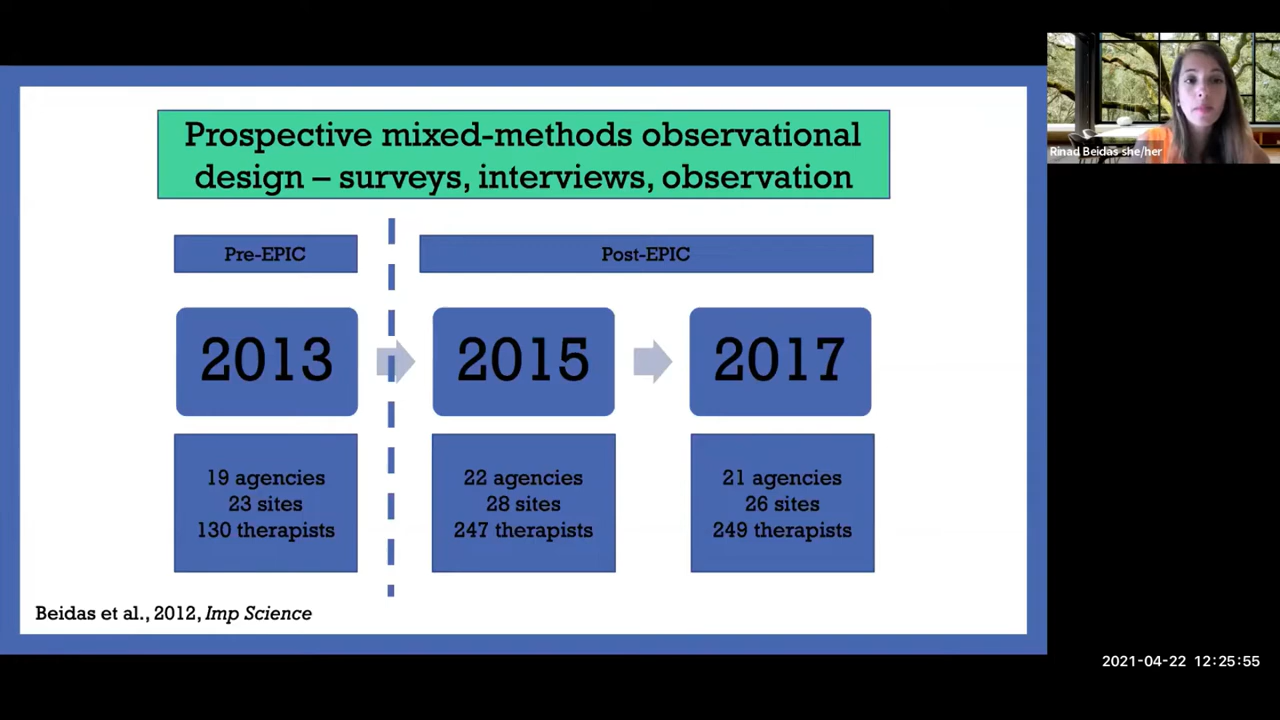 Prospective mixed-methods observational
design – surveys, interviews, observation
Pre-EPIC
Post-EPIC
2013
2015
2017
19 agencies
23 sites
130 therapists
22 agencies
28 sites
247 therapists
21 agencies
26 sites
249 therapists
Beidas et al., 2012, Imp Science
Rinad Beidas she/her
2021-04-22 12:25:55